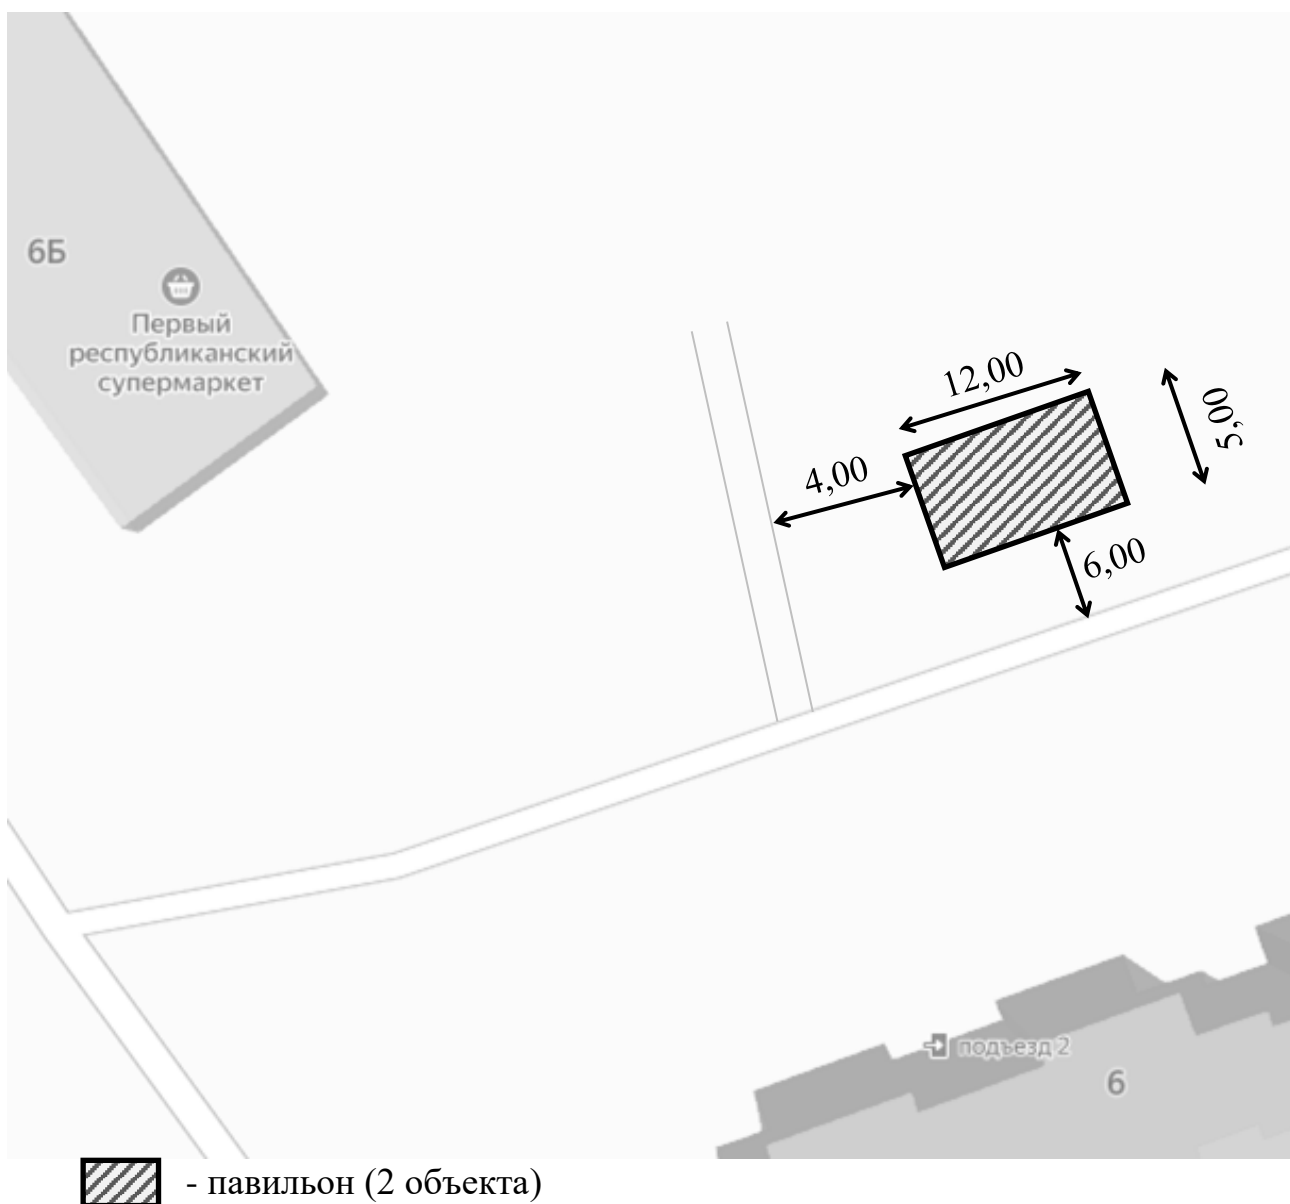 6Б
Первый
республиканский
супермаркет
12,00
5,00
4,00
6,00
подъезд 2
6
- павильон (2 объекта)